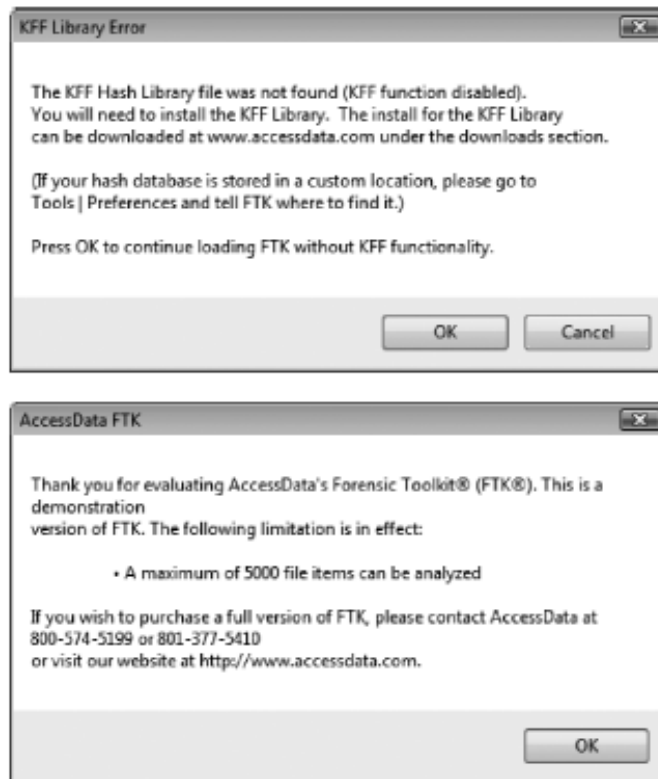 KFF Library Error
The KFF Hash Library file was not found (KFF function disabled).
You will need to install the KFF Library. The install for the KFF Library
can be downloaded at www.accessdata.com under the downloads section.
(If your hash database is stored in a custom location, please go to
Tools | Preferences and tell FTK where to find it.)
Press OK to continue loading FTK without KFF functionality.
OK
Cancel
AccessData FTK
Thank you for evaluating AccessData's Forensic Toolkit® (FTK®). This is a
demonstration
version of FTK. The following limitation is in effect:
• A maximum of 5000 file items can be analyzed
If you wish to purchase a full version of FTK, please contact AccessData at
800-574-5199 or 801-377-5410
or visit our website at http://www.accessdata.com.
OK